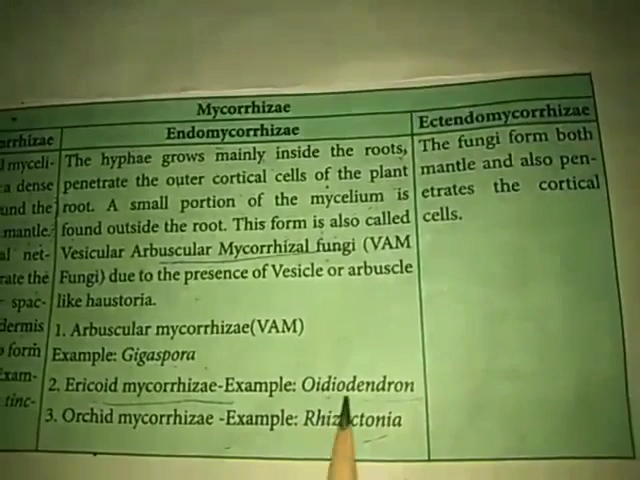 Mycorrhizae
Endomycorrhizae
The hyphae grows mainly inside the roots,
penetrate the outer cortical cells of the plant
root. A small portion of the mycelium is
found outside the root. This form is also called
Vesicular Arbuscular Mycorrhizal fungi (VAM
Fungi) due to the presence of Vesicle or arbuscle
like haustoria.
1. Arbuscular mycorrhizae(VAM)
Example: Gigaspora
2. Ericoid mycorrhizae-Example: Oidiodendron
3. Orchid mycorrhizae -Example:
Ectendomycorrhizae
The fungi form both
mantle and also pen-
etrates the cortical
cells.